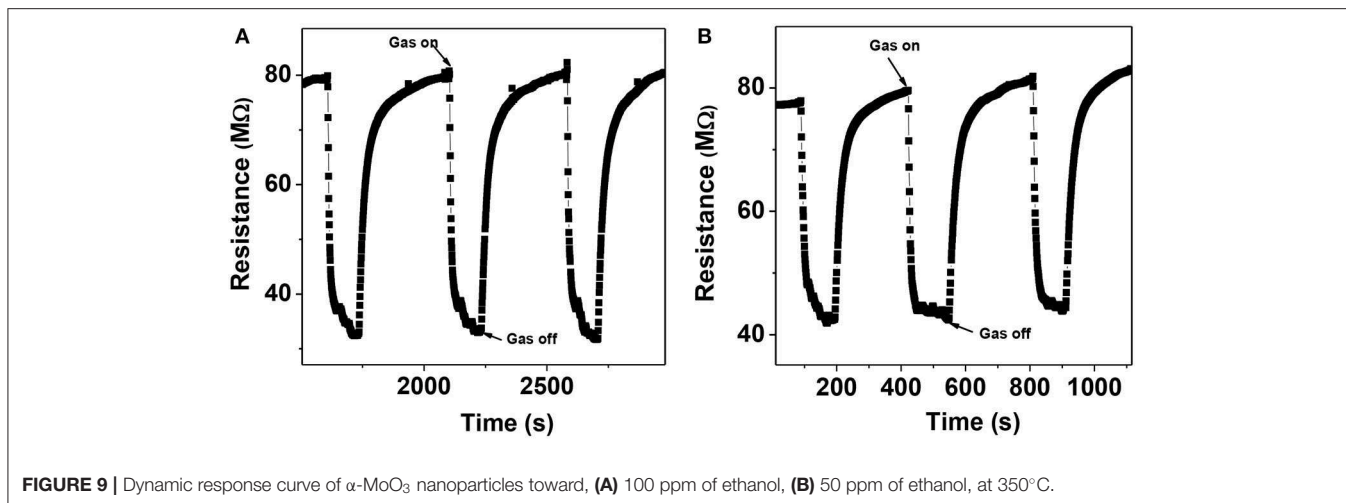 A
Gas on
80
60
40
Resistance (MΩ)
Gas off
2000 2500
Time (s)
B
Gas on
80
60
40
Resistance (MΩ)
Gas off
200 400 600 800 1000
Time (s)
FIGURE 9 | Dynamic response curve of α-MoO₃ nanoparticles toward, (A) 100 ppm of ethanol, (B) 50 ppm of ethanol, at 350°C.